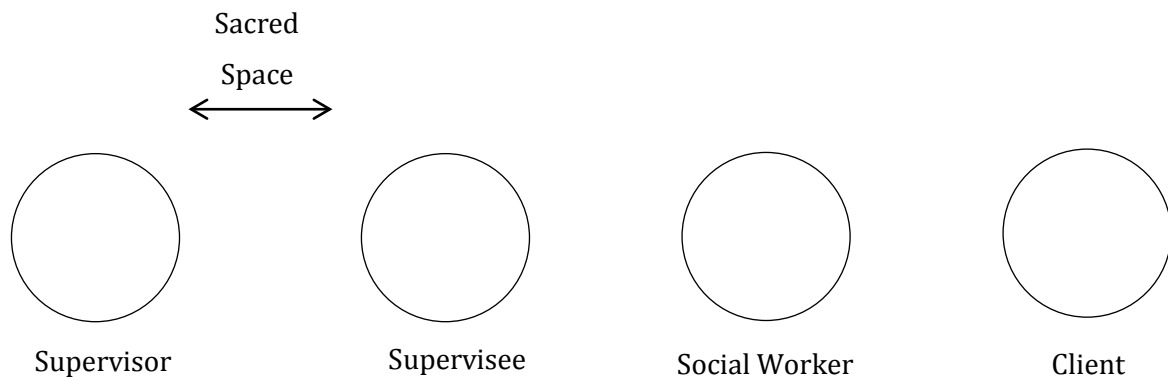 Sacred
Space
Supervisor
Supervisee
Social Worker
Client